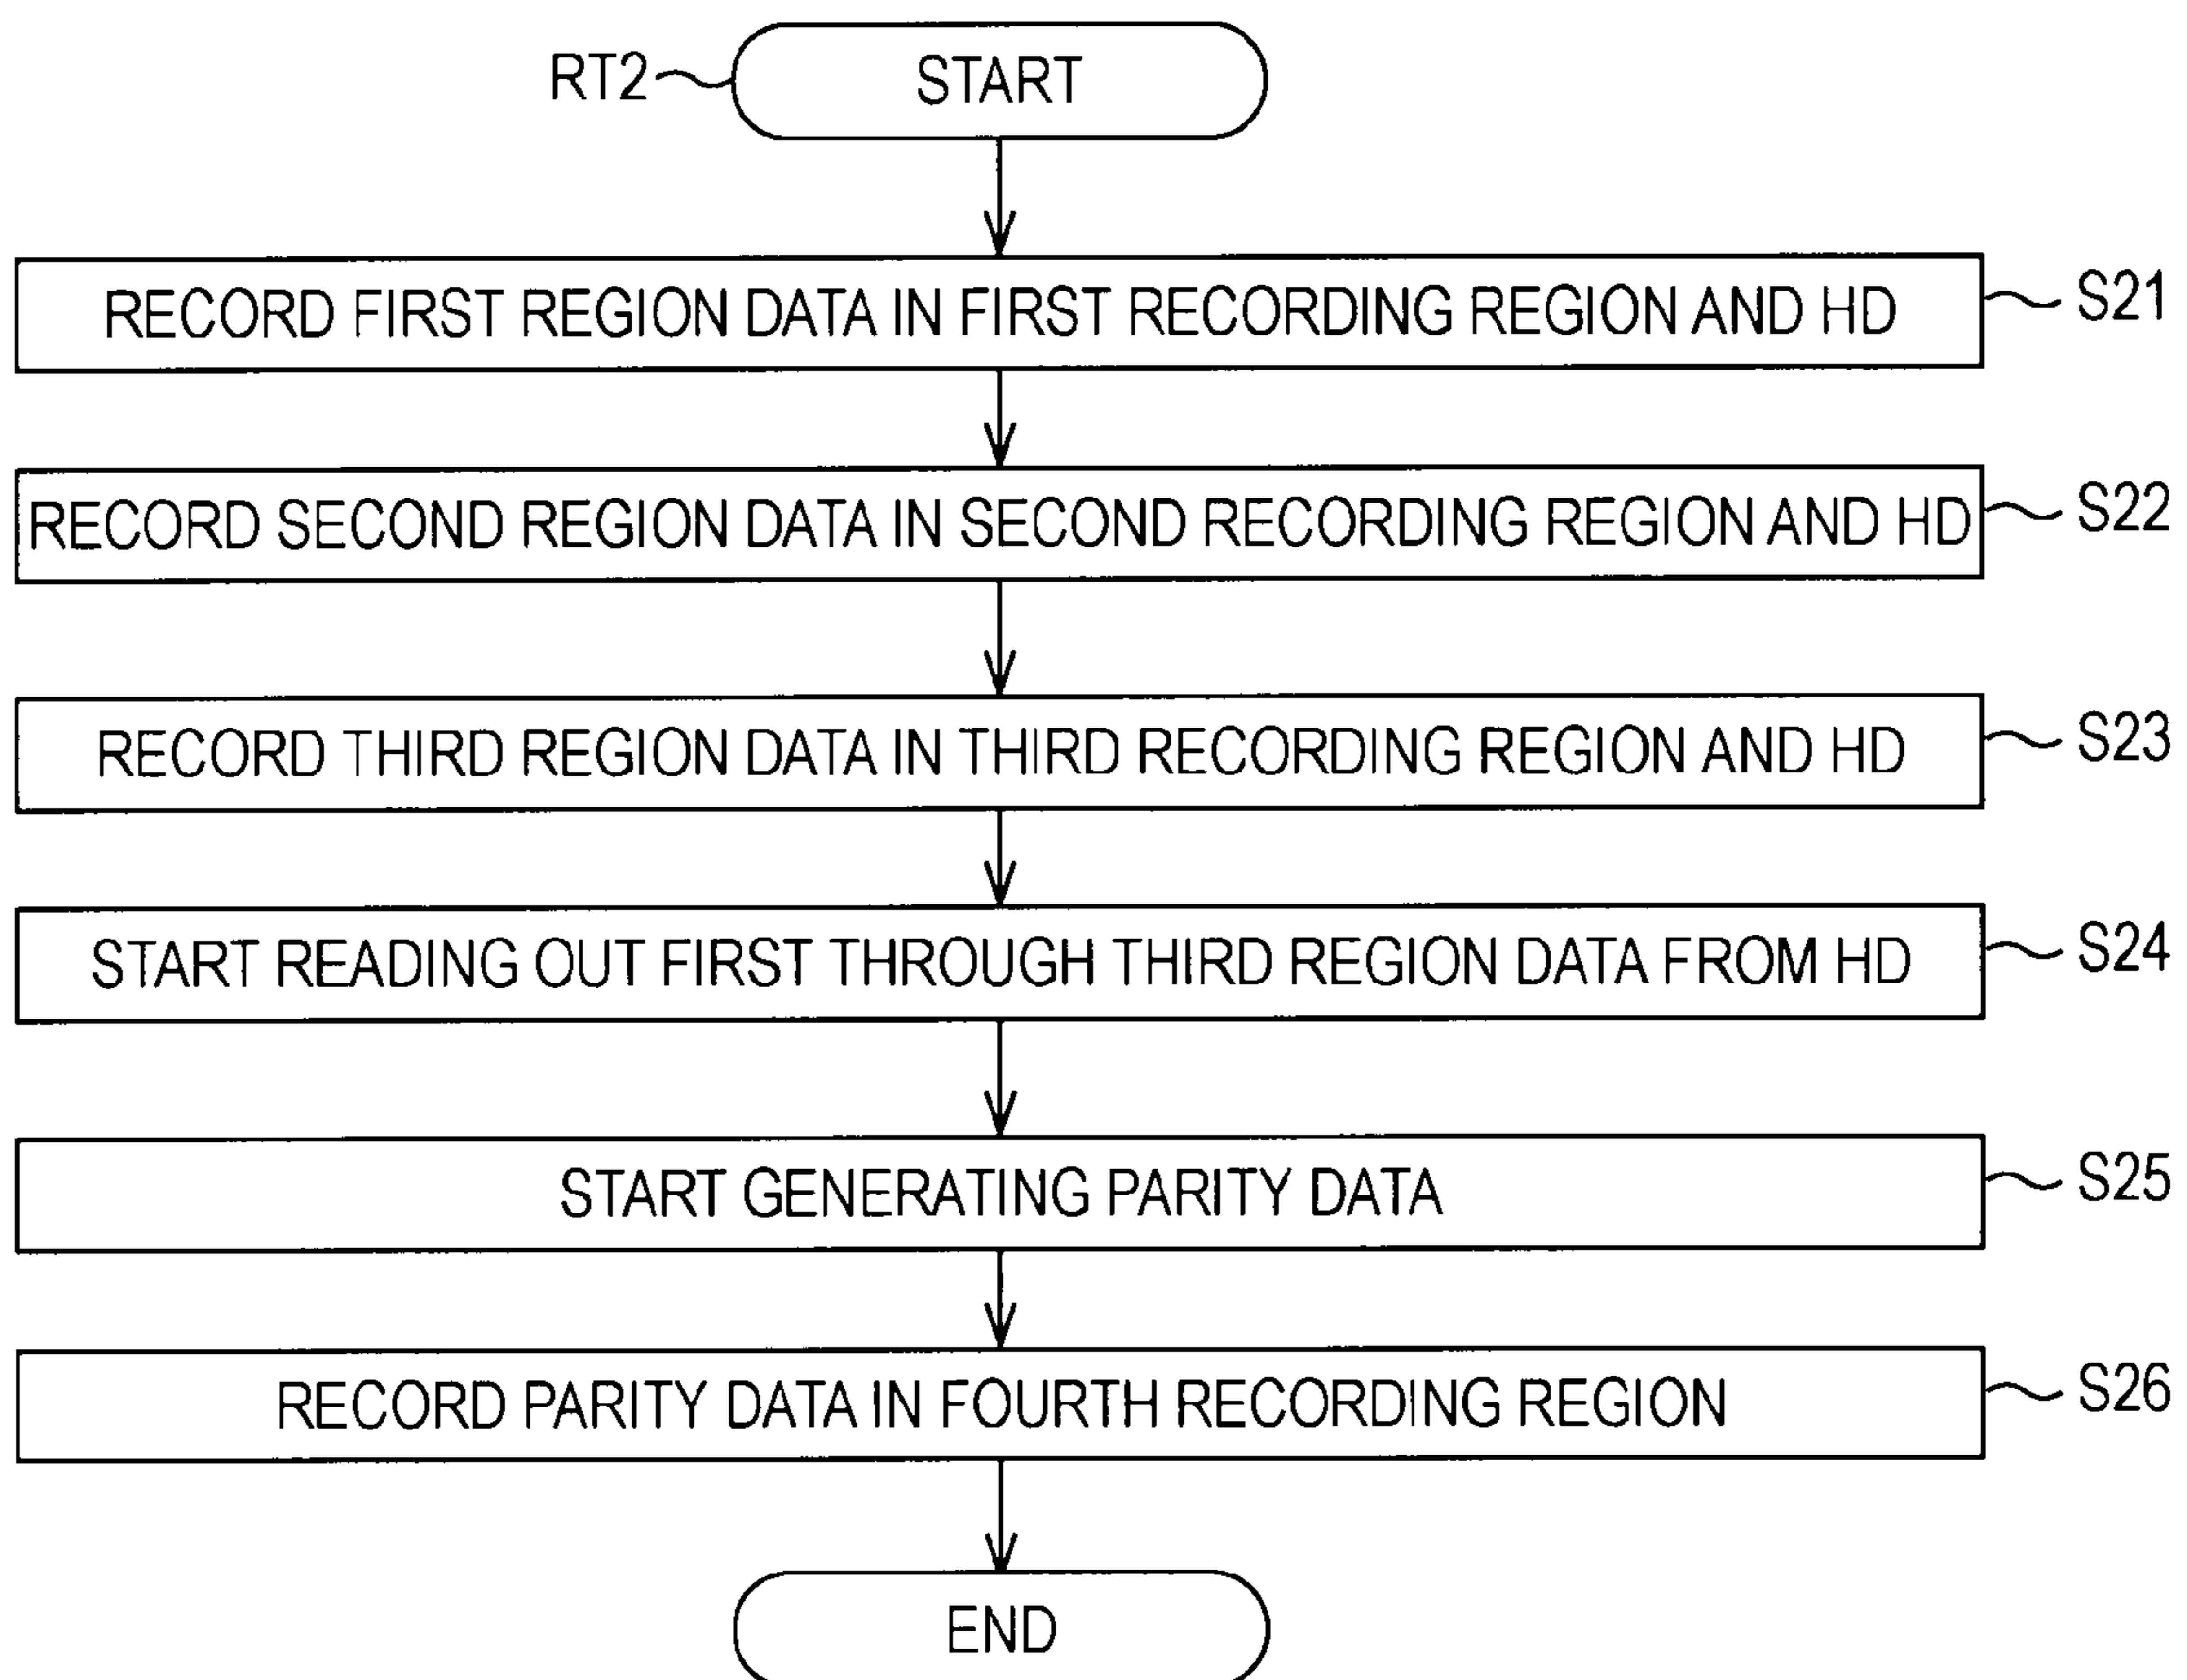 RT2 START
RECORD FIRST REGION DATA IN FIRST RECORDING REGION AND HD S21
RECORD SECOND REGION DATA IN SECOND RECORDING REGION AND HD S22
RECORD THIRD REGION DATA IN THIRD RECORDING REGION AND HD S23
START READING OUT FIRST THROUGH THIRD REGION DATA FROM HD S24
START GENERATING PARITY DATA S25
RECORD PARITY DATA IN FOURTH RECORDING REGION S26
END